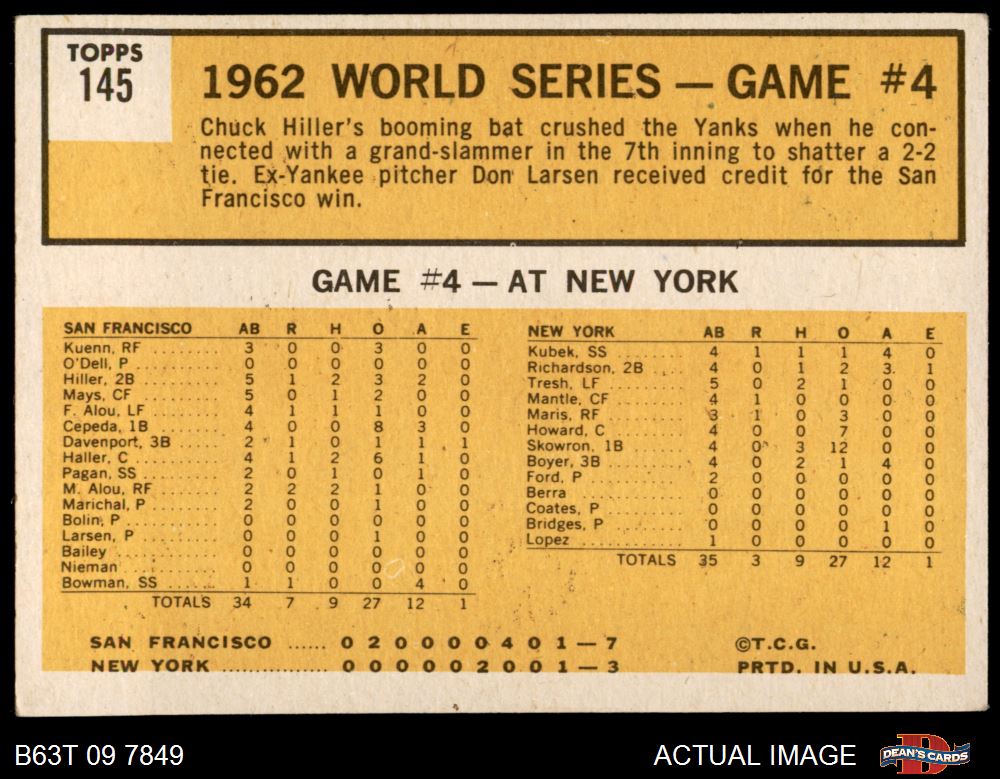 TOPPS
145
1962 WORLD SERIES — GAME #4
Chuck Hiller's booming bat crushed the Yanks when he con-
nected with a grand-slammer in the 7th inning to shatter a 2-2
tie. Ex-Yankee pitcher Don Larsen received credit for the San
Francisco win.
GAME #4 — AT NEW YORK
SAN FRANCISCO AB R H O A E
Kuenn, RF ......... 3 0 0 3 0 0
O'Dell, P ......... 0 0 0 0 0 0
Hiller, 2B ......... 5 1 2 3 2 0
Mays, CF ......... 5 0 1 2 0 0
F. Alou, LF ....... 4 1 1 1 0 0
Cepeda, 1B ....... 4 0 0 8 3 0
Davenport, 3B ..... 2 1 0 1 1 1
Haller, C ......... 4 1 2 6 1 0
Pagan, SS ......... 2 0 1 0 1 0
M. Alou, RF ....... 2 2 2 1 0 0
Marichal, P ....... 2 0 0 1 0 0
Bolin, P .......... 0 0 0 0 0 0
Larsen, P ......... 0 0 0 1 0 0
Bailey ............ 0 0 0 0 0 0
Nieman ............ 0 0 0 0 0 0
Bowman, SS ...... 1 1 0 0 4 0
TOTALS 34 7 9 27 12 1
NEW YORK AB R H O A E
Kubek, SS ........ 4 1 1 1 4 0
Richardson, 2B .... 4 0 1 2 3 1
Tresh, LF ......... 5 0 2 1 0 0
Mantle, CF ........ 4 1 0 0 0 0
Maris, RF ......... 3 1 0 3 0 0
Howard, C ........ 4 0 0 7 0 0
Skowron, 1B ...... 4 0 3 12 0 0
Boyer, 3B ......... 4 0 2 1 4 0
Ford, P ........... 2 0 0 0 0 0
Berra ............. 0 0 0 0 0 0
Coates, P ......... 0 0 0 0 0 0
Bridges, P ........ 0 0 0 0 1 0
Lopez ............ 1 0 0 0 0 0
TOTALS 35 3 9 27 12 1
SAN FRANCISCO ...... 0 2 0 0 0 0 4 0 1 — 7
NEW YORK ............... 0 0 0 0 0 2 0 0 1 — 3
©T.C.G.
PRTD. IN U.S.A.
B63T 09 7849
ACTUAL IMAGE
DEAN'S CARDS